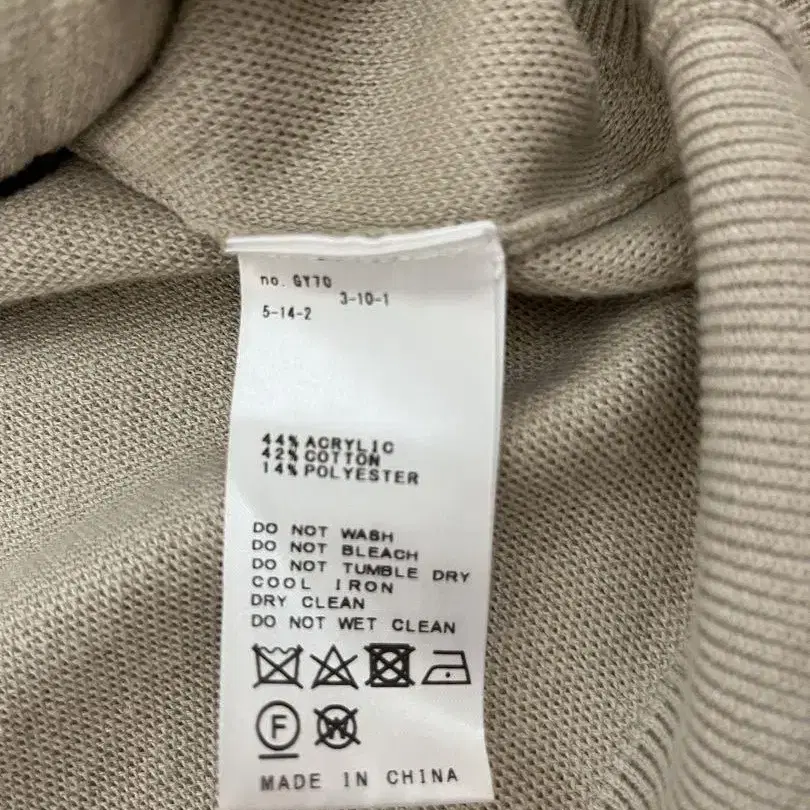 no. GY70
3-10-1
5-14-2
44% ACRYLIC
42% COTTON
14% POLYESTER
DO NOT WASH
DO NOT BLEACH
DO NOT TUMBLE DRY
COOL IRON
DRY CLEAN
DO NOT WET CLEAN
F W
MADE IN CHINA